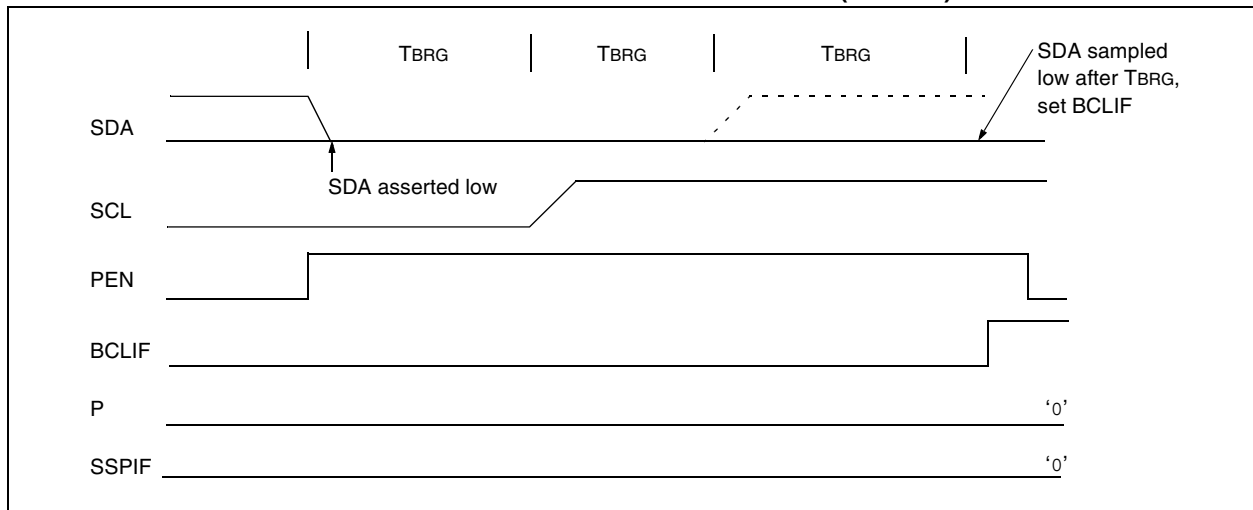 TBRG TBRG TBRG
SDA sampled
low after TBRG,
set BCLIF
SDA
SDA asserted low
SCL
PEN
BCLIF
P '0'
SSPIF '0'